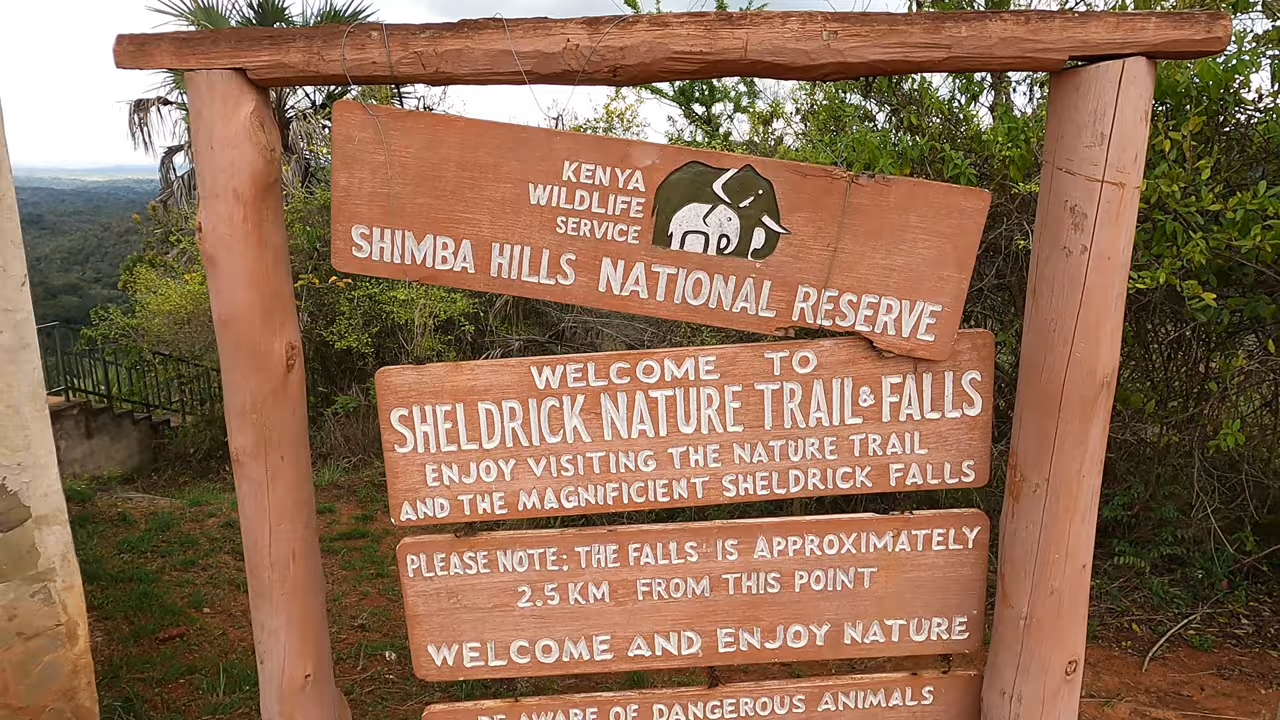 KENYA
WILDLIFE
SERVICE
SHIMBA HILLS NATIONAL RESERVE
WELCOME TO
SHELDRICK NATURE TRAIL & FALLS
ENJOY VISITING THE NATURE TRAIL
AND THE MAGNIFICIENT SHELDRICK FALLS
PLEASE NOTE: THE FALLS IS APPROXIMATELY
2.5 KM FROM THIS POINT
WELCOME AND ENJOY NATURE
BE AWARE OF DANGEROUS ANIMALS